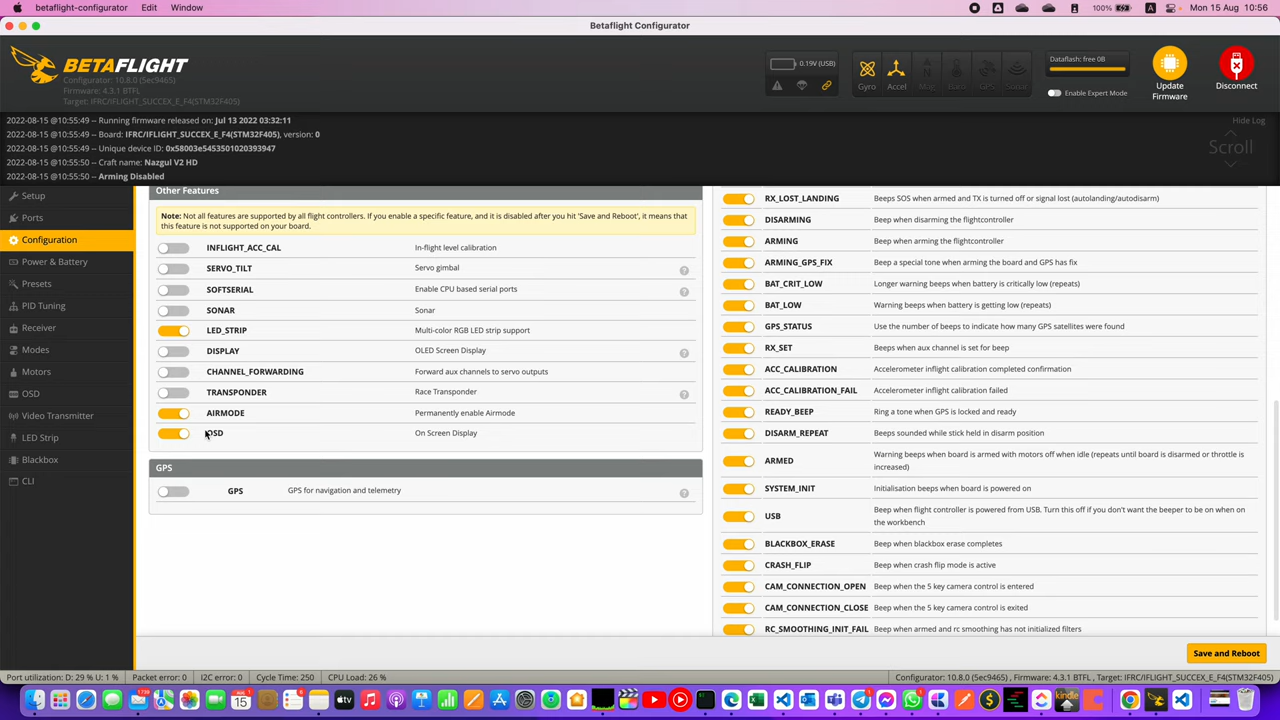 betaflight-configurator Edit Window 100% A Mon 15 Aug 10:56
Betaflight Configurator
BETAFLIGHT
Configurator: 10.8.0 (5ec9465)
Firmware: 4.3.1 BTFL
Target: IFRC/IFLIGHT_SUCCEX_E_F4(STM32F405)
0.19V (USB)
Gyro Accel Mag Baro GPS Sonar
Dataflash: free 0B
Enable Expert Mode
Update Firmware
Disconnect
2022-08-15 @10:55:49 -- Running firmware released on: Jul 13 2022 03:32:11
2022-08-15 @10:55:49 -- Board: IFRC/IFLIGHT_SUCCEX_E_F4(STM32F405), version: 0
2022-08-15 @10:55:49 -- Unique device ID: 0x58003e5453501020393947
2022-08-15 @10:55:50 -- Craft name: Nazgul V2 HD
2022-08-15 @10:55:50 -- Arming Disabled
Hide Log
Scroll
Setup
Ports
Configuration
Power & Battery
Presets
PID Tuning
Receiver
Modes
Motors
OSD
Video Transmitter
LED Strip
Blackbox
CLI
Other Features
Note: Not all features are supported by all flight controllers. If you enable a specific feature, and it is disabled after you hit 'Save and Reboot', it means that
this feature is not supported on your board.
INFLIGHT_ACC_CAL In-flight level calibration
SERVO_TILT Servo gimbal
SOFTSERIAL Enable CPU based serial ports
SONAR Sonar
LED_STRIP Multi-color RGB LED strip support
DISPLAY OLED Screen Display
CHANNEL_FORWARDING Forward aux channels to servo outputs
TRANSPONDER Race Transponder
AIRMODE Permanently enable Airmode
OSD On Screen Display
GPS
GPS GPS for navigation and telemetry
RX_LOST_LANDING Beeps SOS when armed and TX is turned off or signal lost (autolanding/autodisarm)
DISARMING Beep when disarming the flightcontroller
ARMING Beep when arming the flightcontroller
ARMING_GPS_FIX Beep a special tone when arming the board and GPS has fix
BAT_CRIT_LOW Longer warning beeps when battery is critically low (repeats)
BAT_LOW Warning beeps when battery is getting low (repeats)
GPS_STATUS Use the number of beeps to indicate how many GPS satellites were found
RX_SET Beeps when aux channel is set for beep
ACC_CALIBRATION Accelerometer inflight calibration completed confirmation
ACC_CALIBRATION_FAIL Accelerometer inflight calibration failed
READY_BEEP Ring a tone when GPS is locked and ready
DISARM_REPEAT Beeps sounded while stick held in disarm position
ARMED Warning beeps when board is armed with motors off when idle (repeats until board is disarmed or throttle is
increased)
SYSTEM_INIT Initialisation beeps when board is powered on
USB Beep when flight controller is powered from USB. Turn this off if you don't want the beeper to be on when on
the workbench
BLACKBOX_ERASE Beep when blackbox erase completes
CRASH_FLIP Beep when crash flip mode is active
CAM_CONNECTION_OPEN Beep when the 5 key camera control is entered
CAM_CONNECTION_CLOSE Beep when the 5 key camera control is exited
RC_SMOOTHING_INIT_FAIL Beep when armed and rc smoothing has not initialized filters
Save and Reboot
Port utilization: D: 29 % U: 1 % Packet error: 0 I2C error: 0 Cycle Time: 250 CPU Load: 26 %
Configurator: 10.8.0 (5ec9465), Firmware: 4.3.1 BTFL, Target: IFRC/IFLIGHT_SUCCEX_E_F4(STM32F405)